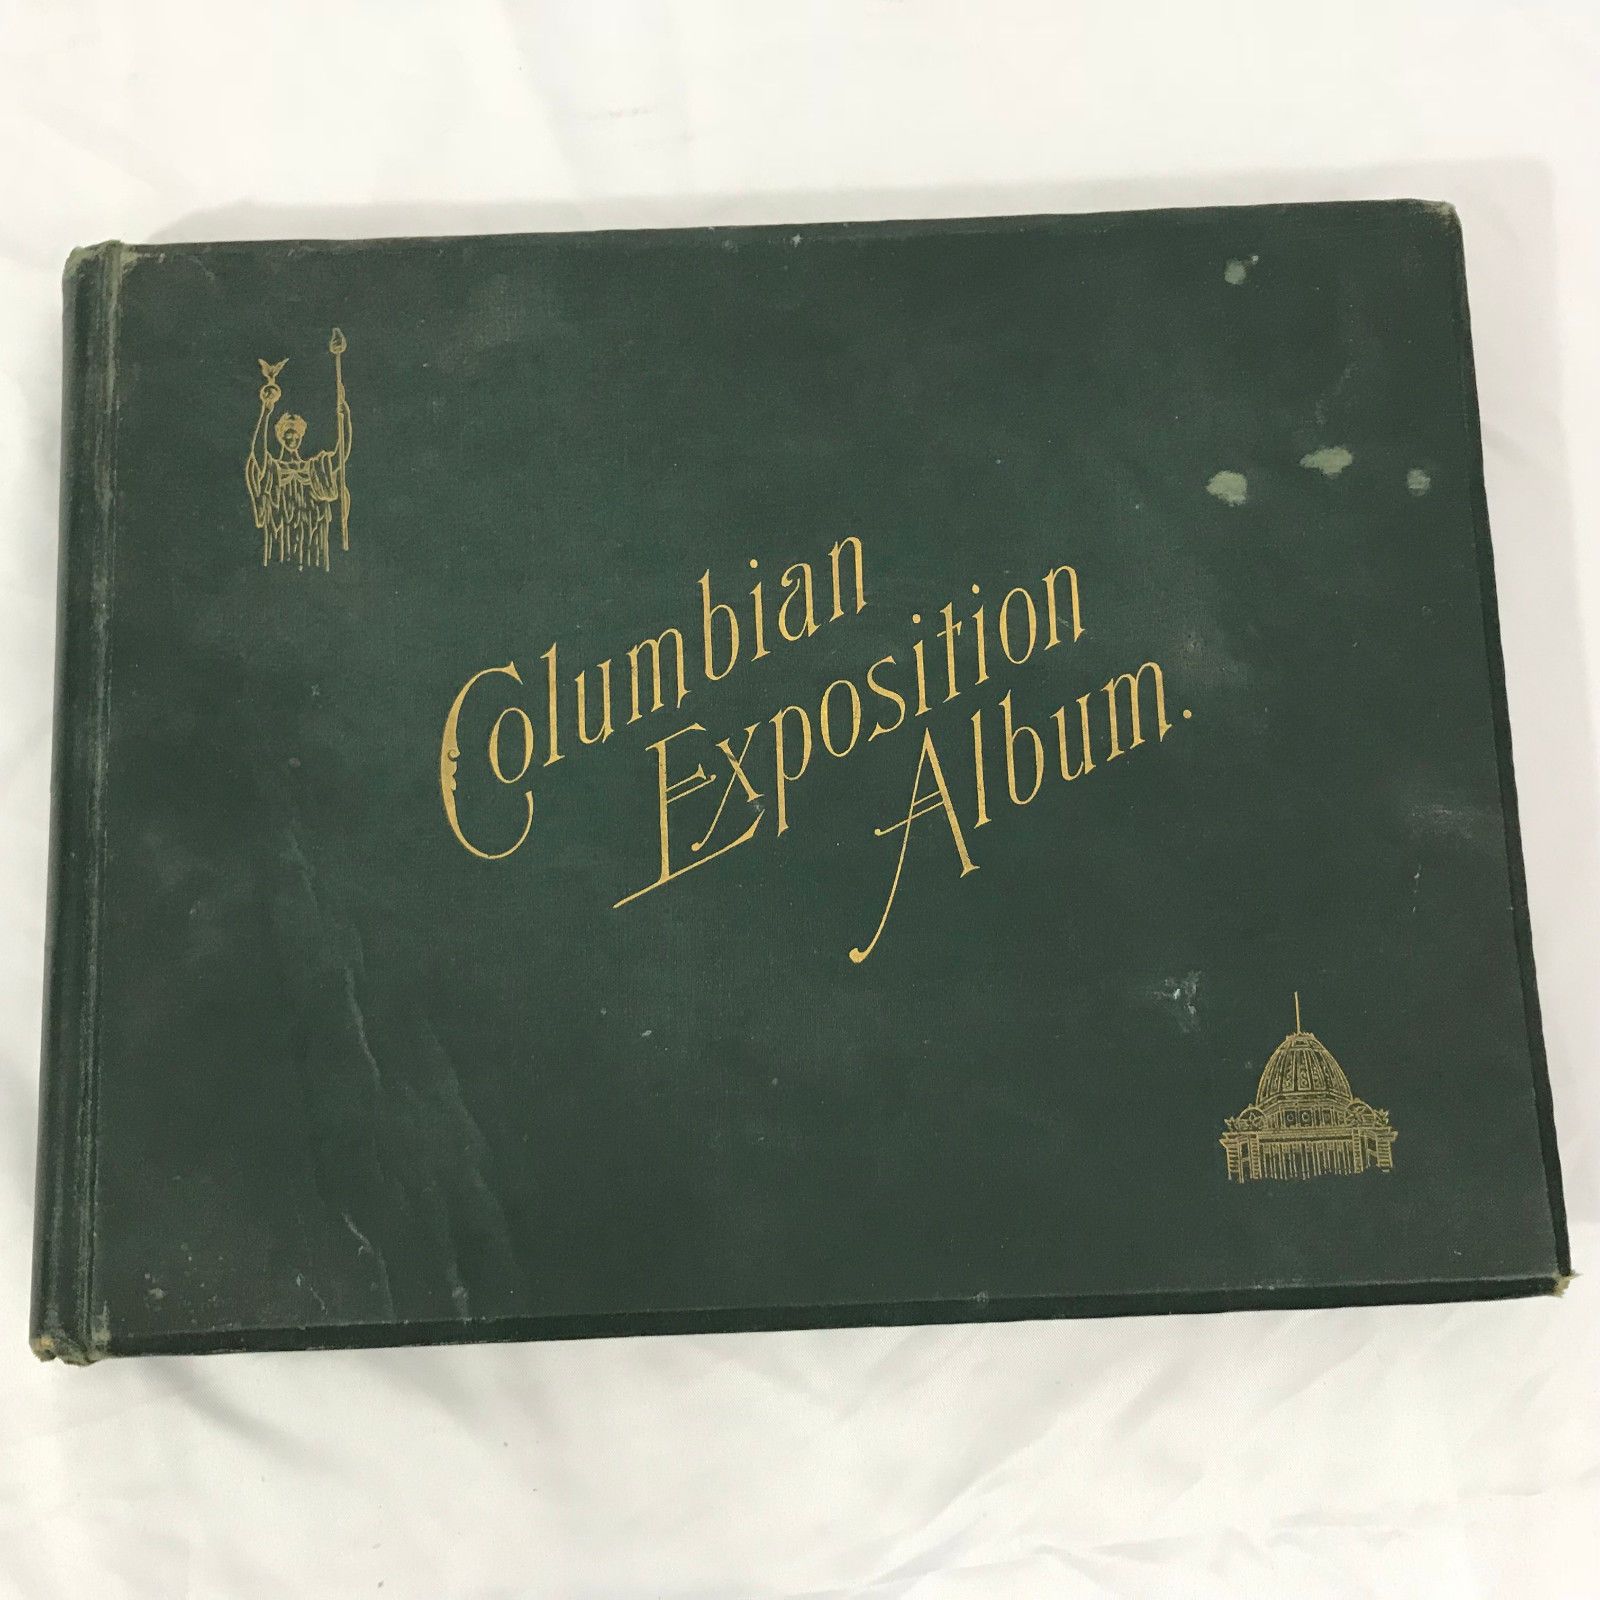 Columbian
Exposition
Album.